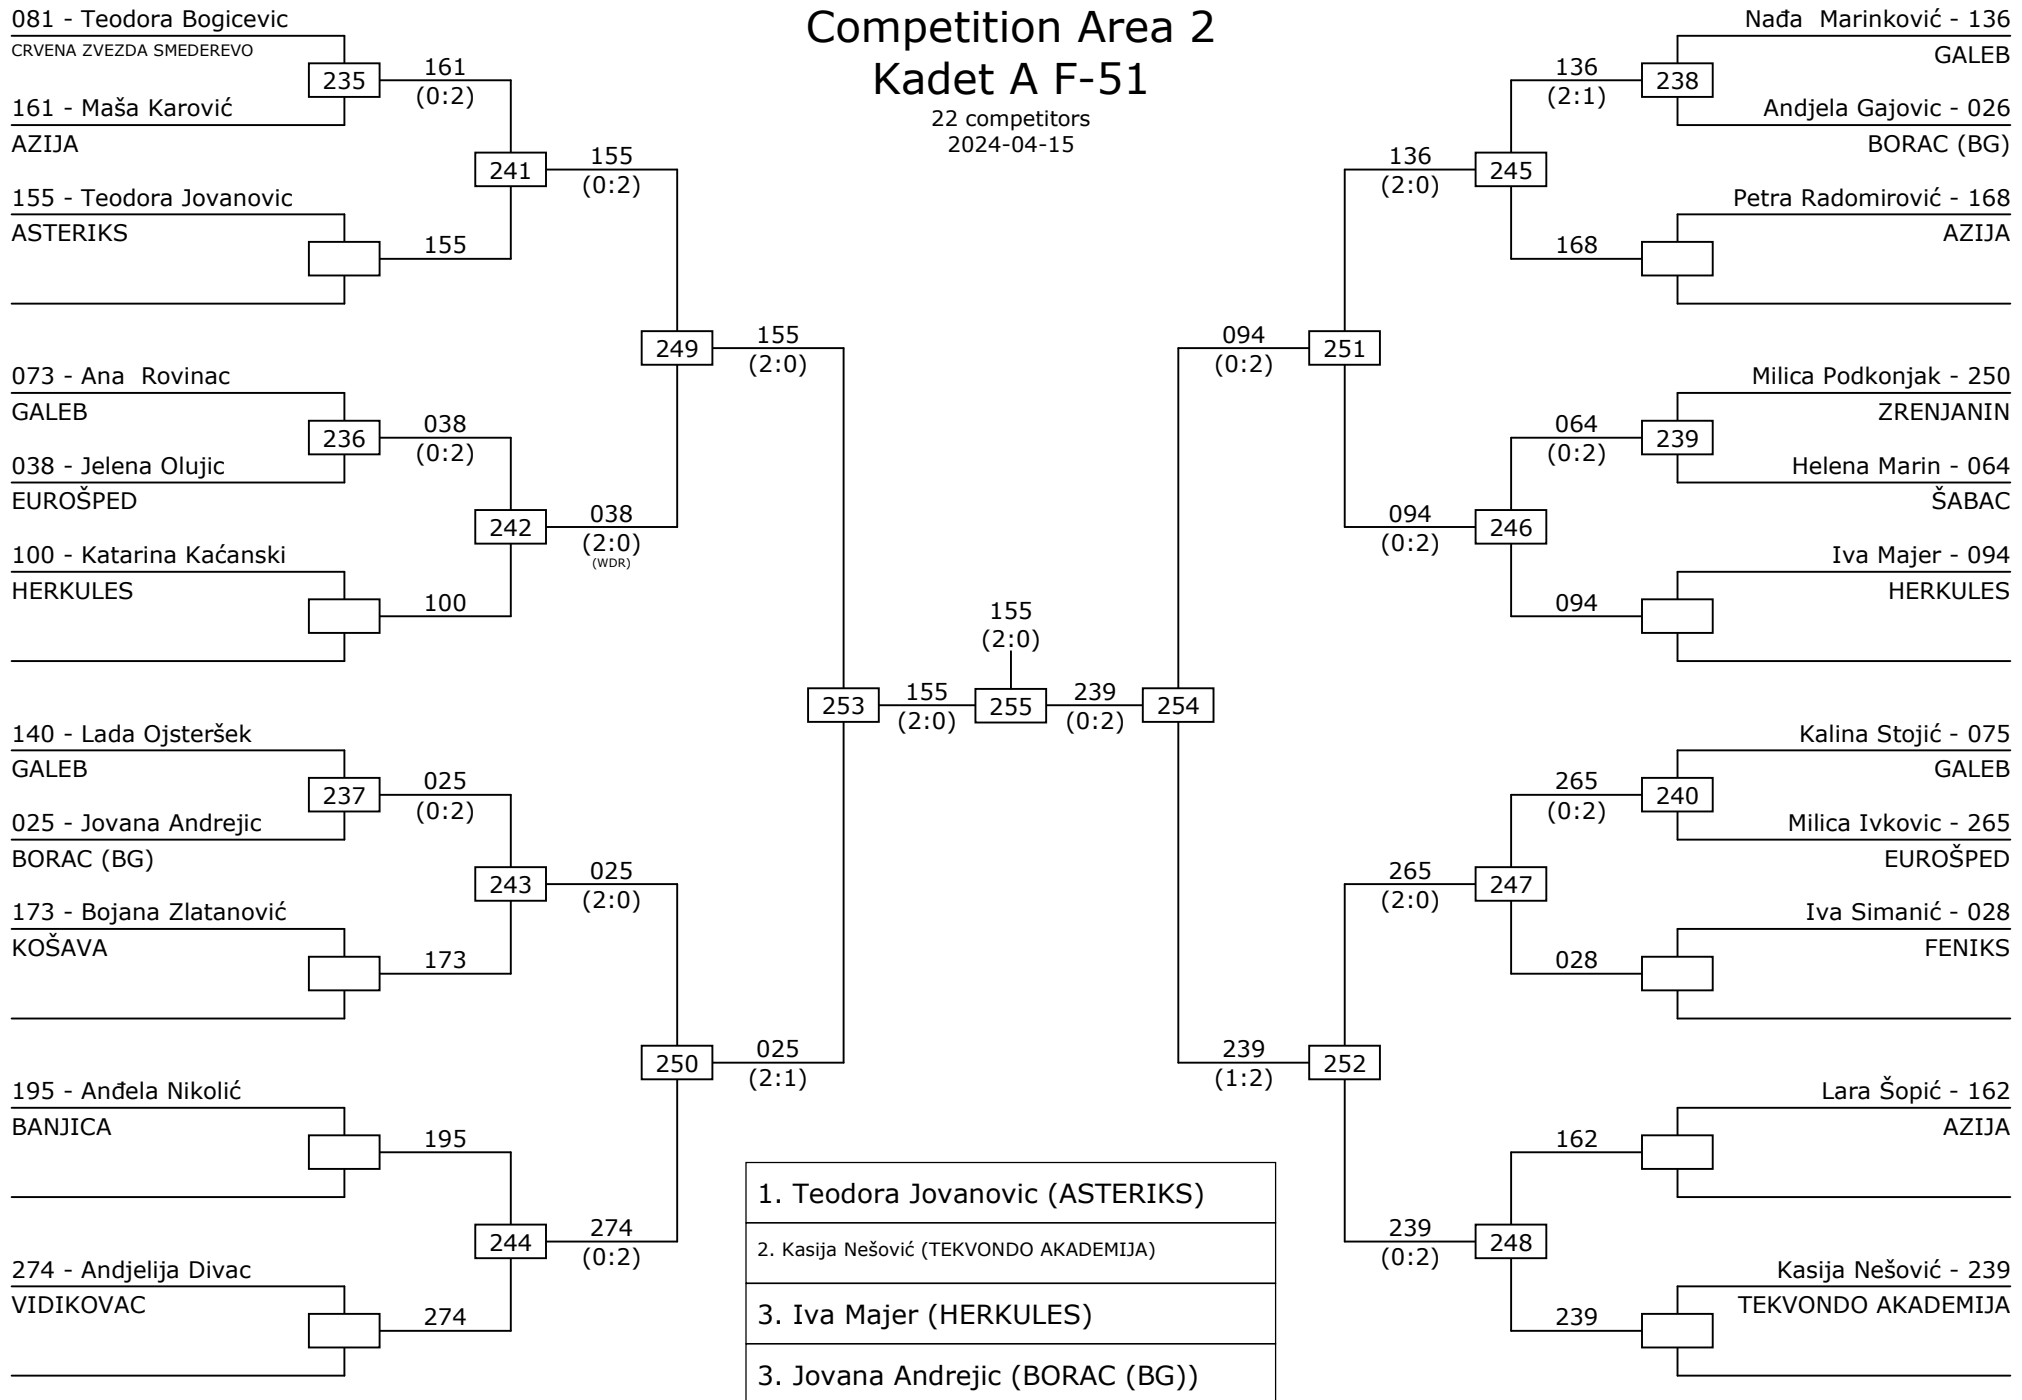 Competition Area 2
Kadet A F-51
22 competitors
2024-04-15
081 - Teodora Bogicevic
CRVENA ZVEZDA SMEDEREVO
235
161
(0:2)
161 - Maša Karović
AZIJA
241
155
(0:2)
155 - Teodora Jovanovic
ASTERIKS
155
249
155
(2:0)
073 - Ana  Rovinac
GALEB
236
038
(0:2)
038 - Jelena Olujic
EUROŠPED
242
038
(2:0)
(WDR)
100 - Katarina Kaćanski
HERKULES
100
253
155
(2:0)
140 - Lada Ojsteršek
GALEB
237
025
(0:2)
025 - Jovana Andrejic
BORAC (BG)
243
025
(2:0)
173 - Bojana Zlatanović
KOŠAVA
173
250
025
(2:1)
195 - Anđela Nikolić
BANJICA
195
244
274
(0:2)
274 - Andjelija Divac
VIDIKOVAC
274
155
(2:0)
255
239
(0:2)
254
Nađa  Marinković - 136
GALEB
136
(2:1)
238
Andjela Gajovic - 026
BORAC (BG)
136
(2:0)
245
Petra Radomirović - 168
AZIJA
168
094
(0:2)
251
Milica Podkonjak - 250
ZRENJANIN
064
(0:2)
239
Helena Marin - 064
ŠABAC
094
(0:2)
246
Iva Majer - 094
HERKULES
094
Kalina Stojić - 075
GALEB
265
(0:2)
240
Milica Ivkovic - 265
EUROŠPED
265
(2:0)
247
Iva Simanić - 028
FENIKS
028
239
(1:2)
252
Lara Šopić - 162
AZIJA
162
239
(0:2)
248
Kasija Nešović - 239
TEKVONDO AKADEMIJA
239
1. Teodora Jovanovic (ASTERIKS)
2. Kasija Nešović (TEKVONDO AKADEMIJA)
3. Iva Majer (HERKULES)
3. Jovana Andrejic (BORAC (BG))